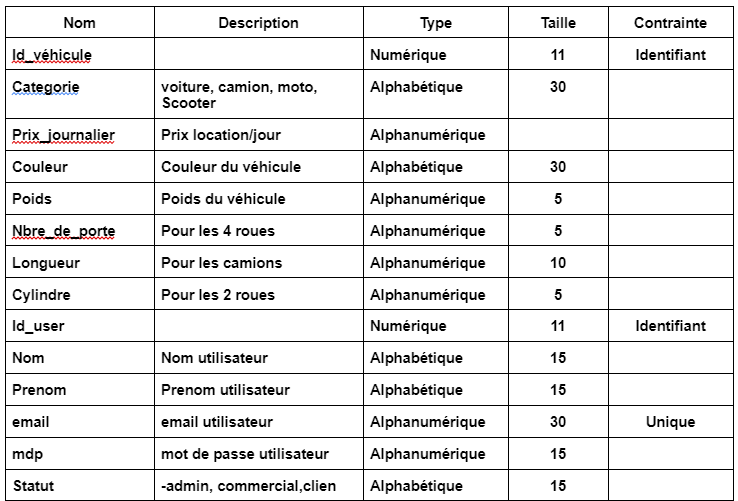 Nom Description Type Taille Contrainte
Id_véhicule Numérique 11 Identifiant
Categorie voiture, camion, moto, Alphabétique 30
Scooter
Prix_journalier Prix location/jour Alphanumérique
Couleur Couleur du véhicule Alphabétique 30
Poids Poids du véhicule Alphanumérique 5
Nbre_de_porte Pour les 4 roues Alphanumérique 5
Longueur Pour les camions Alphanumérique 10
Cylindre Pour les 2 roues Alphanumérique 5
Id_user Numérique 11 Identifiant
Nom Nom utilisateur Alphabétique 15
Prenom Prenom utilisateur Alphabétique 15
email email utilisateur Alphanumérique 30 Unique
mdp mot de passe utilisateur Alphanumérique 15
Statut -admin, commercial,clien Alphabétique 15